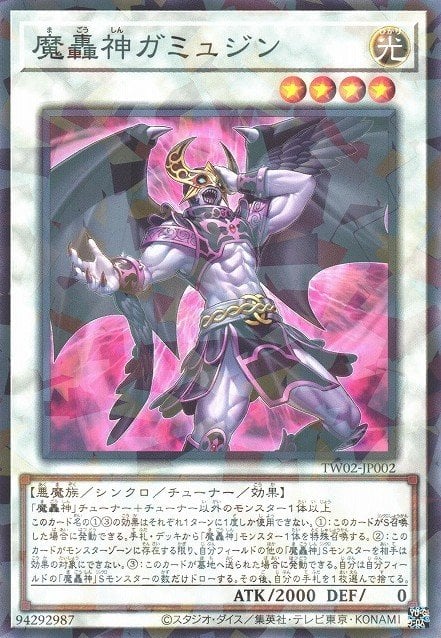 魔轟神ガミュジン
光
TW02-JP002
【悪魔族／シンクロ／チューナー／効果】
「魔轟神」チューナー＋チューナー以外のモンスター1体以上
このカード名の①③の効果はそれぞれ1ターンに1度しか使用できない。①：このカードがS召喚
した場合に発動できる。手札・デッキから「魔轟神」モンスター1体を特殊召喚する。②：この
カードがモンスターゾーンに存在する限り、自分フィールドの他の「魔轟神」Sモンスターを相手は
効果の対象にできない。③：このカードが墓地へ送られた場合に発動できる。自分は自分フィー
ルドの「魔轟神」Sモンスターの数だけドローする。その後、自分の手札を1枚選んで捨てる。
ATK/2000 DEF/ 0
94292987 ©スタジオ・ダイス／集英社・テレビ東京・KONAMI